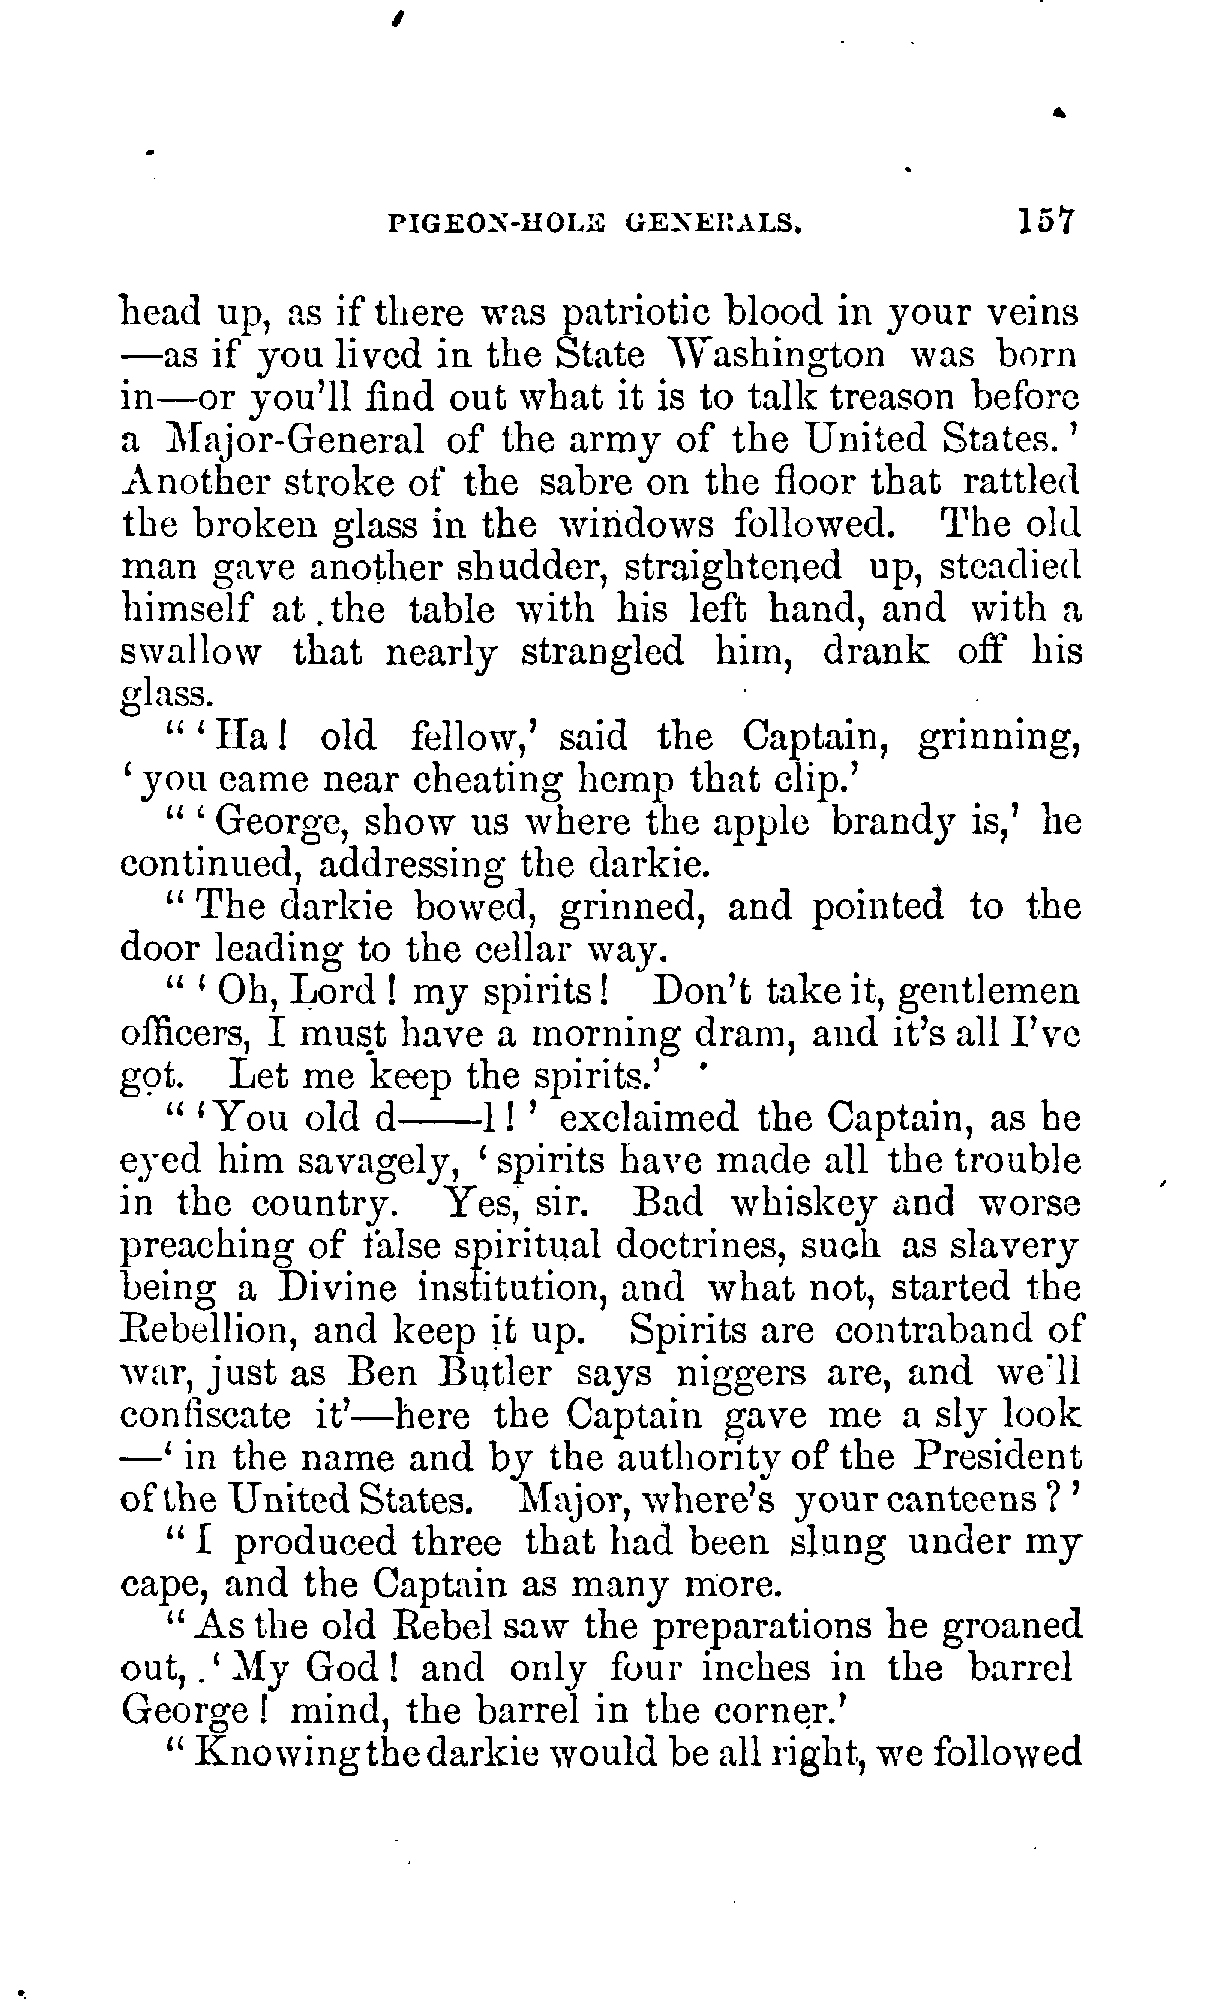 PIGEON-HOLE GENERALS. 157
head up, as if there was patriotic blood in your veins
—as if you lived in the State Washington was born
in—or you'll find out what it is to talk treason before
a Major-General of the army of the United States.'
Another stroke of the sabre on the floor that rattled
the broken glass in the windows followed. The old
man gave another shudder, straightened up, steadied
himself at the table with his left hand, and with a
swallow that nearly strangled him, drank off his
glass.
"'Ha! old fellow,' said the Captain, grinning,
'you came near cheating hemp that clip.'
"'George, show us where the apple brandy is,' he
continued, addressing the darkie.
"The darkie bowed, grinned, and pointed to the
door leading to the cellar way.
"'Oh, Lord! my spirits! Don't take it, gentlemen
officers, I must have a morning dram, and it's all I've
got. Let me keep the spirits.'
"'You old d——l!' exclaimed the Captain, as he
eyed him savagely, 'spirits have made all the trouble
in the country. Yes, sir. Bad whiskey and worse
preaching of false spiritual doctrines, such as slavery
being a Divine institution, and what not, started the
Rebellion, and keep it up. Spirits are contraband of
war, just as Ben Butler says niggers are, and we'll
confiscate it'—here the Captain gave me a sly look
—'in the name and by the authority of the President
of the United States. Major, where's your canteens?'
"I produced three that had been slung under my
cape, and the Captain as many more.
"As the old Rebel saw the preparations he groaned
out, 'My God! and only four inches in the barrel
George! mind, the barrel in the corner.'
"Knowing the darkie would be all right, we followed